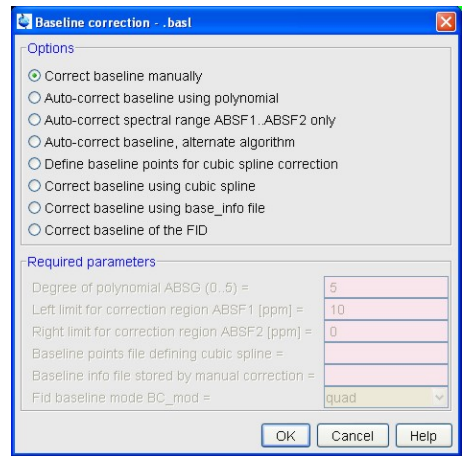 Baseline correction - .basl
Options
Correct baseline manually
Auto-correct baseline using polynomial
Auto-correct spectral range ABSF1..ABSF2 only
Auto-correct baseline, alternate algorithm
Define baseline points for cubic spline correction
Correct baseline using cubic spline
Correct baseline using base_info file
Correct baseline of the FID
Required parameters
Degree of polynomial ABSG (0..5) = 5
Left limit for correction region ABSF1 [ppm] = 10
Right limit for correction region ABSF2 [ppm] = 0
Baseline points file defining cubic spline =
Baseline info file stored by manual correction =
Fid baseline mode BC_mod = quad
OK Cancel Help